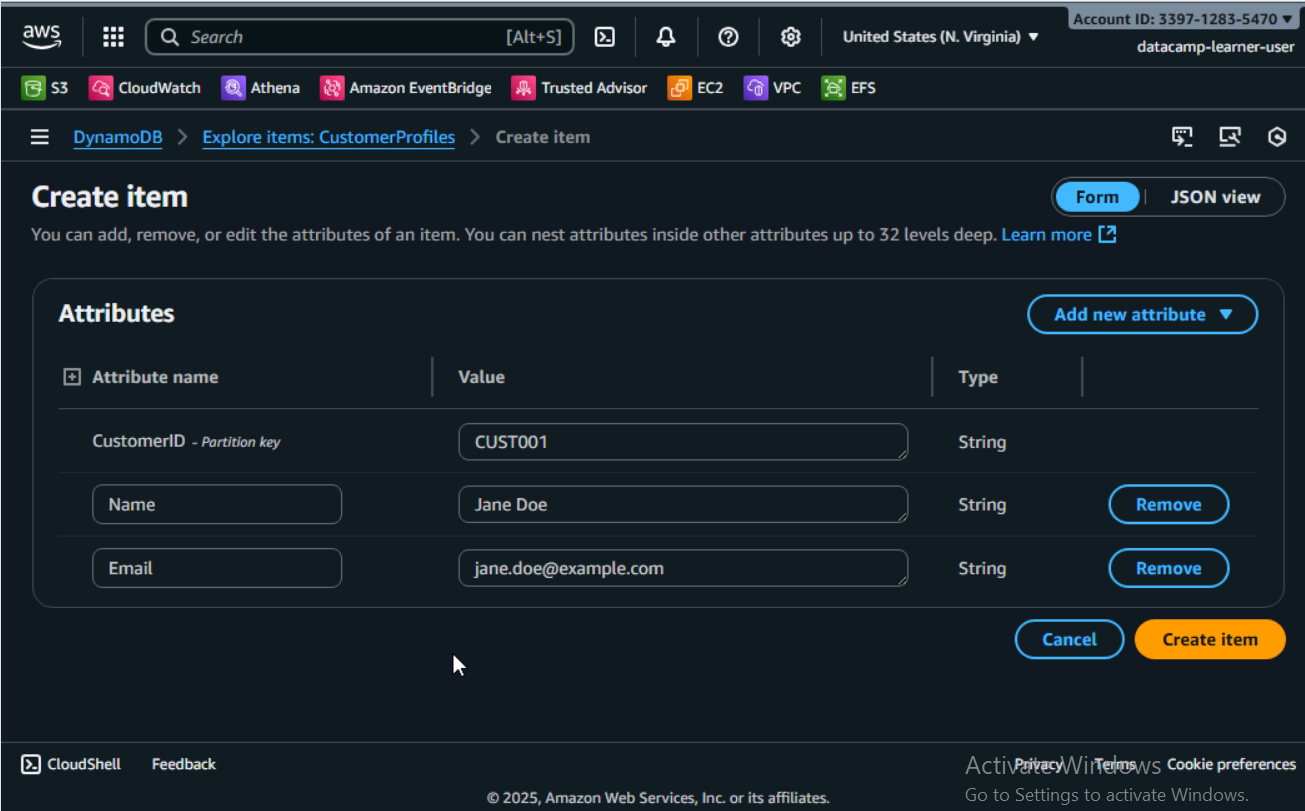 aws Search [Alt+S] United States (N. Virginia) ▼ Account ID: 3397-1283-5470 ▼
datacamp-learner-user
S3 CloudWatch Athena Amazon EventBridge Trusted Advisor EC2 VPC EFS
DynamoDB > Explore items: CustomerProfiles > Create item
Create item Form JSON view
You can add, remove, or edit the attributes of an item. You can nest attributes inside other attributes up to 32 levels deep. Learn more
Attributes Add new attribute ▼
Attribute name Value Type
CustomerID - Partition key CUST001 String
Name Jane Doe String Remove
Email jane.doe@example.com String Remove
Cancel Create item
CloudShell Feedback Privacy Terms Cookie preferences
© 2025, Amazon Web Services, Inc. or its affiliates.
Activate Windows
Go to Settings to activate Windows.